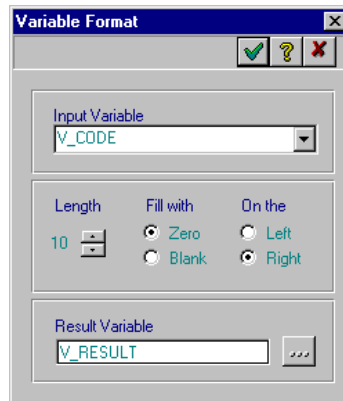 Variable Format
Input Variable
V_CODE
Length Fill with On the
10 Zero Left
Blank Right
Result Variable
V_RESULT
...